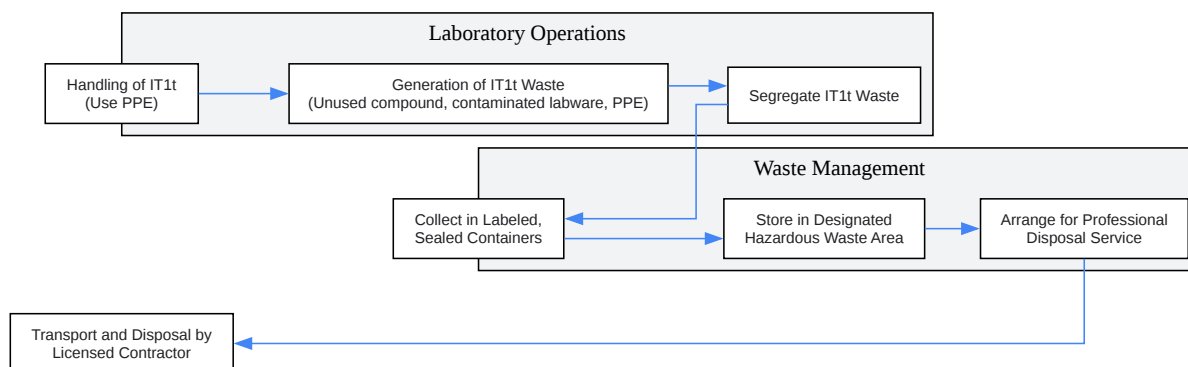 Laboratory Operations
Handling of IT1t
(Use PPE)
Generation of IT1t Waste
(Unused compound, contaminated labware, PPE)
Segregate IT1t Waste
Waste Management
Collect in Labeled,
Sealed Containers
Store in Designated
Hazardous Waste Area
Arrange for Professional
Disposal Service
Transport and Disposal by
Licensed Contractor